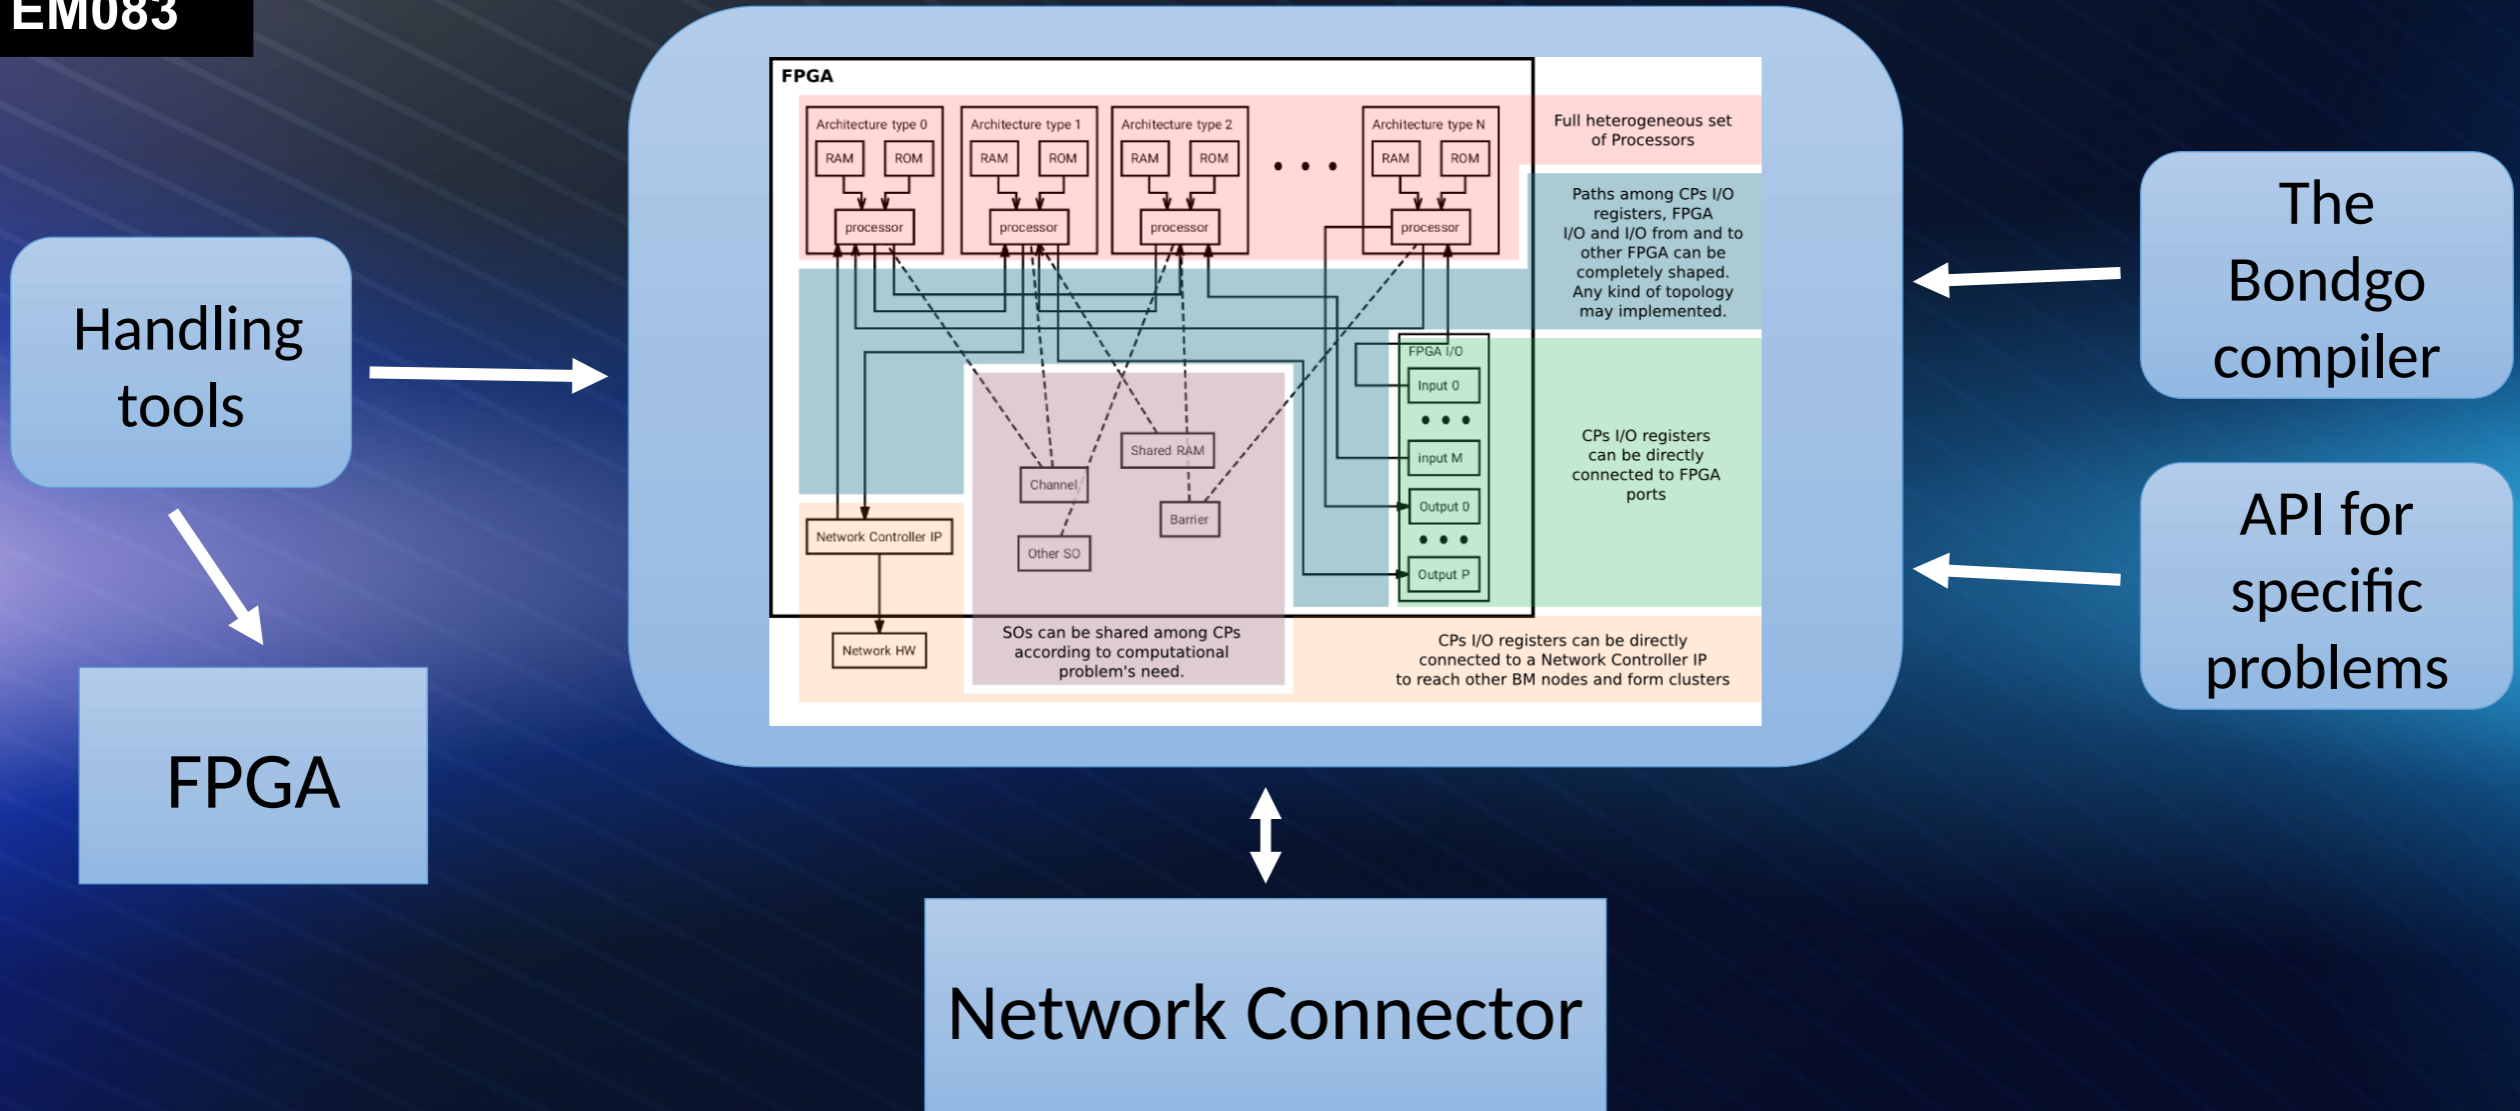 EM083
FPGA
Architecture type 0
RAM
ROM
processor
Architecture type 1
RAM
ROM
processor
Architecture type 2
RAM
ROM
processor
• • •
Architecture type N
RAM
ROM
processor
Full heterogeneous set
of Processors
Paths among CPs I/O
registers, FPGA
I/O and I/O from and to
other FPGA can be
completely shaped.
Any kind of topology
may implemented.
FPGA I/O
Input 0
• • •
input M
Output 0
• • •
Output P
CPs I/O registers
can be directly
connected to FPGA
ports
Shared RAM
Channel
Barrier
Other SO
Network Controller IP
Network HW
SOs can be shared among CPs
according to computational
problem's need.
CPs I/O registers can be directly
connected to a Network Controller IP
to reach other BM nodes and form clusters
Handling
tools
FPGA
The
Bondgo
compiler
API for
specific
problems
Network Connector